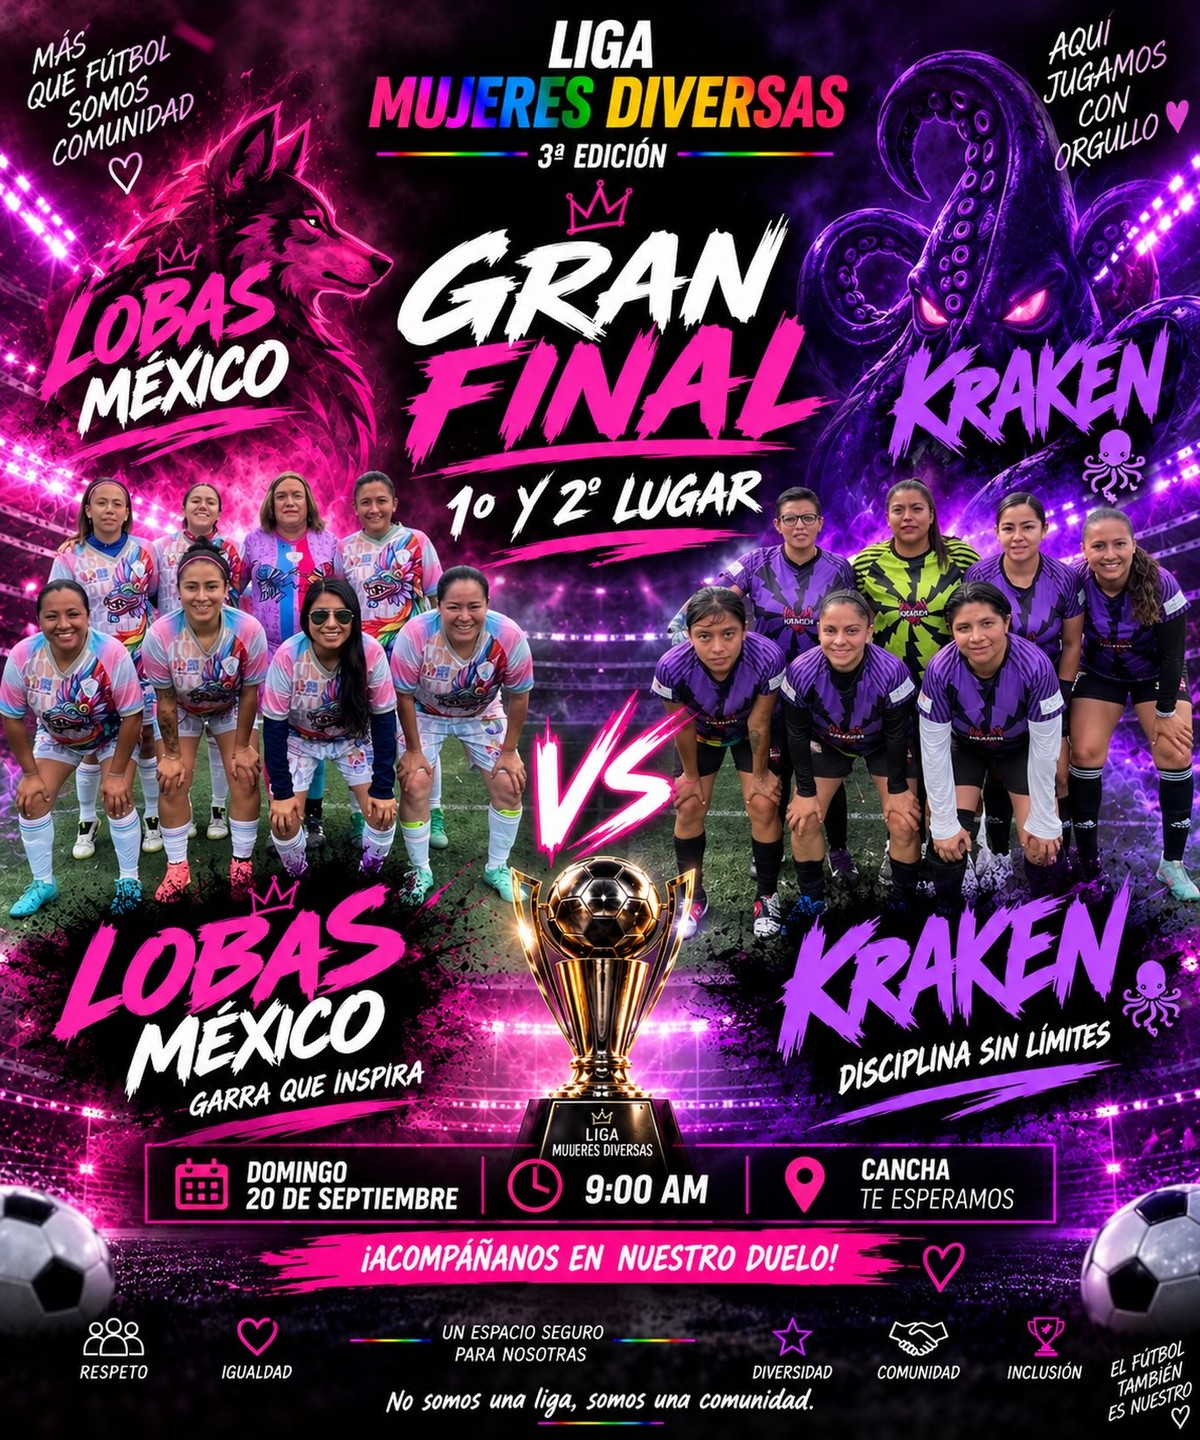 MÁS
QUE FÚTBOL
SOMOS
COMUNIDAD
LIGA
MUJERES DIVERSAS
3ª EDICIÓN
AQUÍ
JUGAMOS
CON
ORGULLO
LOBAS
MÉXICO
GRAN
FINAL
1º Y 2º LUGAR
KRAKEN
VS
LOBAS
MÉXICO
GARRA QUE INSPIRA
KRAKEN
DISCIPLINA SIN LÍMITES
LIGA
MUUERES DIVERSAS
DOMINGO
20 DE SEPTIEMBRE
9:00 AM
CANCHA
TE ESPERAMOS
¡ACOMPÁÑANOS EN NUESTRO DUELO!
RESPETO
IGUALDAD
UN ESPACIO SEGURO
PARA NOSOTRAS
DIVERSIDAD
COMUNIDAD
INCLUSIÓN
No somos una liga, somos una comunidad.
EL FÚTBOL
TAMBIÉN
ES NUESTRO